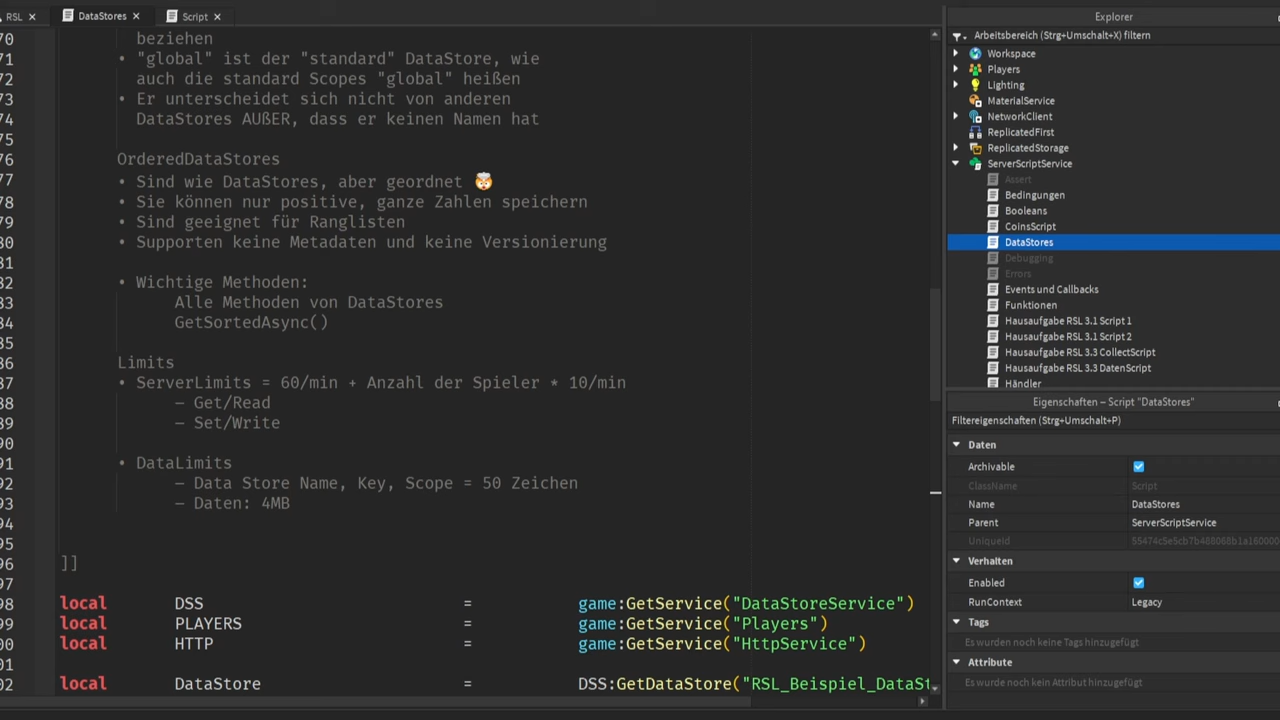 RSL
DataStores
Script
70 beziehen
71 • "global" ist der "standard" DataStore, wie
72 auch die standard Scopes "global" heißen
73 • Er unterscheidet sich nicht von anderen
74 DataStores AUßER, dass er keinen Namen hat
75
76 OrderedDataStores
77 • Sind wie DataStores, aber geordnet 🤯
78 • Sie können nur positive, ganze Zahlen speichern
79 • Sind geeignet für Ranglisten
80 • Supporten keine Metadaten und keine Versionierung
81
82 • Wichtige Methoden:
83 Alle Methoden von DataStores
84 GetSortedAsync()
85
86 Limits
87 • ServerLimits = 60/min + Anzahl der Spieler * 10/min
88 – Get/Read
89 – Set/Write
90
91 • DataLimits
92 – Data Store Name, Key, Scope = 50 Zeichen
93 – Daten: 4MB
94
95
96 ]]
97
98 local DSS = game:GetService("DataStoreService")
99 local PLAYERS = game:GetService("Players")
00 local HTTP = game:GetService("HttpService")
01
02 local DataStore = DSS:GetDataStore("RSL_Beispiel_DataSt
Explorer
Arbeitsbereich (Strg+Umschalt+X) filtern
Workspace
Players
Lighting
MaterialService
NetworkClient
ReplicatedFirst
ReplicatedStorage
ServerScriptService
Assert
Bedingungen
Booleans
CoinsScript
DataStores
Debugging
Errors
Events und Callbacks
Funktionen
Hausaufgabe RSL 3.1 Script 1
Hausaufgabe RSL 3.1 Script 2
Hausaufgabe RSL 3.3 CollectScript
Hausaufgabe RSL 3.3 DatenScript
Händler
Eigenschaften – Script "DataStores"
Filtereigenschaften (Strg+Umschalt+P)
Daten
Archivable
ClassName Script
Name DataStores
Parent ServerScriptService
UniqueId
Verhalten
Enabled
RunContext Legacy
Tags
Es wurden noch keine Tags hinzugefügt
Attribute
Es wurde noch kein Attribut hinzugefügt